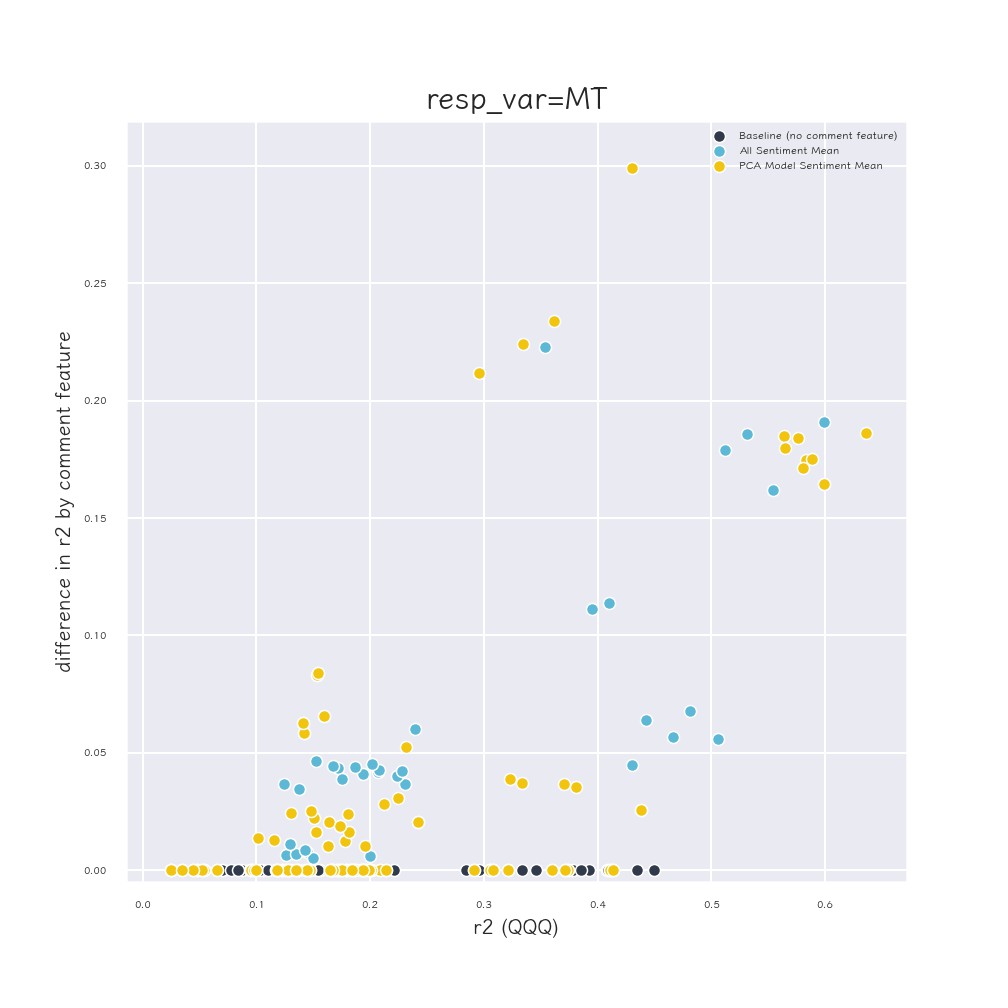 resp_var=MT
Baseline (no comment feature)
All Sentiment Mean
PCA Model Sentiment Mean
0.30
0.25
0.20
0.15
0.10
0.05
0.00
difference in r2 by comment feature
0.0 0.1 0.2 0.3 0.4 0.5 0.6
r2 (QQQ)